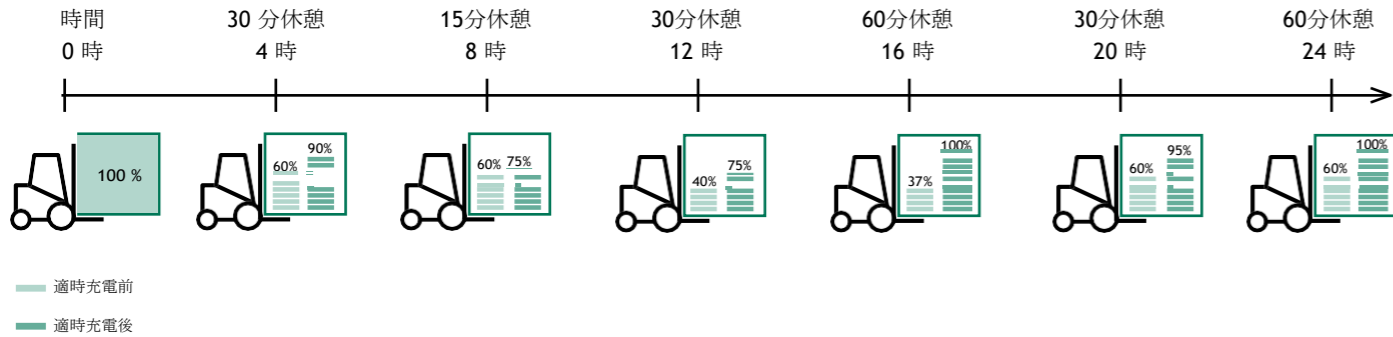 時間
0 時
30 分休憩
4 時
15分休憩
8 時
30分休憩
12 時
60分休憩
16 時
30分休憩
20 時
60分休憩
24 時
100 %
60%
90%
60%
75%
40%
75%
37%
100%
60%
95%
60%
100%
適時充電前
適時充電後